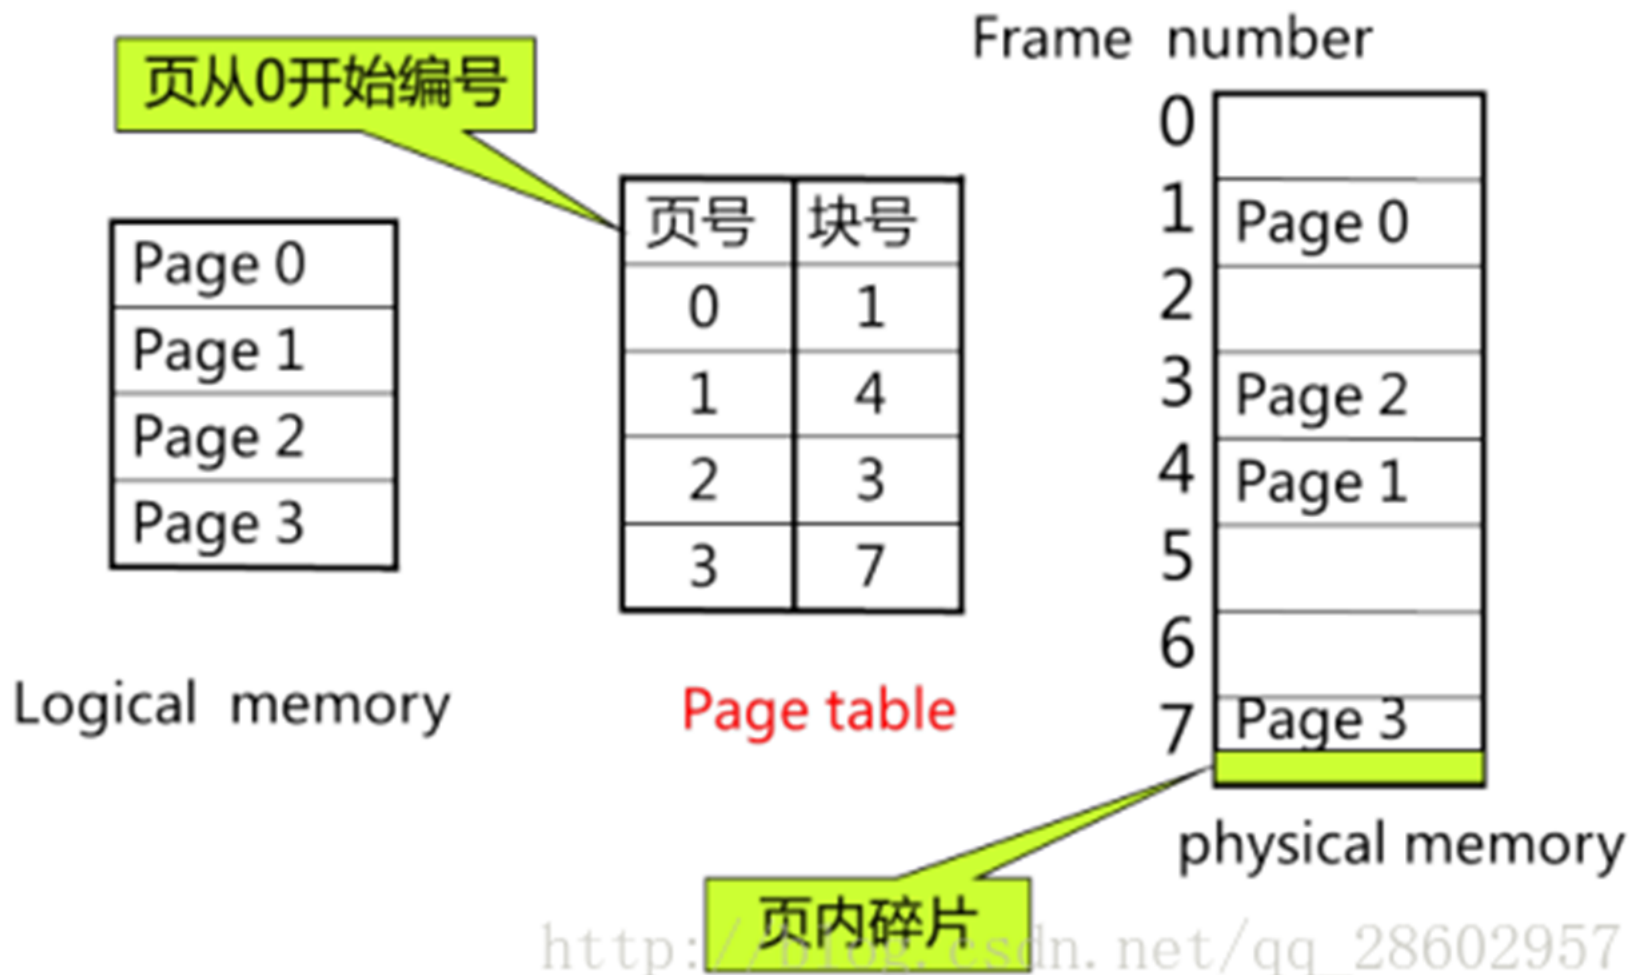 页从0开始编号
Page 0
Page 1
Page 2
Page 3
Logical memory
页号 块号
0 1
1 4
2 3
3 7
Page table
Frame number
0
1 Page 0
2
3 Page 2
4 Page 1
5
6
7 Page 3
physical memory
页内碎片
http://blog.csdn.net/qq_28602957